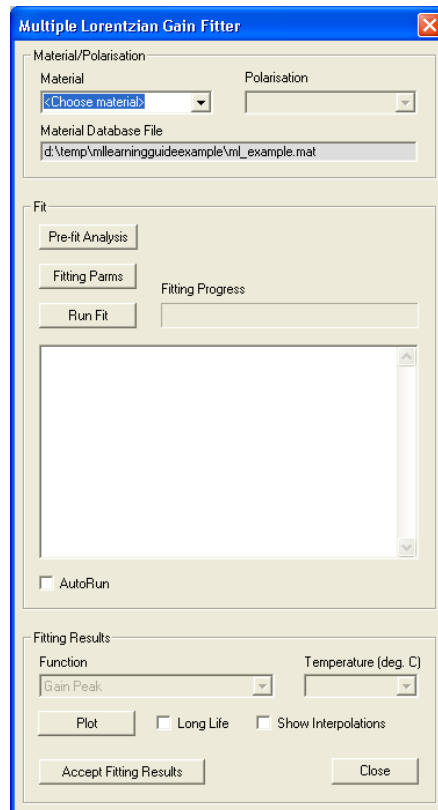 Multiple Lorentzian Gain Fitter
Material/Polarisation
Material
Polarisation
<Choose material>
Material Database File
d:\temp\mllearningguideexample\ml_example.mat
Fit
Pre-fit Analysis
Fitting Parms
Fitting Progress
Run Fit
AutoRun
Fitting Results
Function
Temperature (deg. C)
Gain Peak
Plot
Long Life
Show Interpolations
Accept Fitting Results
Close